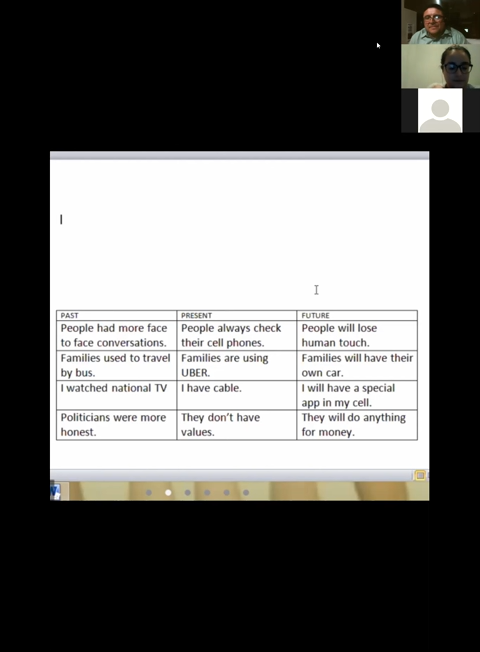 PAST PRESENT FUTURE
People had more face People always check People will lose
to face conversations. their cell phones. human touch.
Families used to travel Families are using Families will have their
by bus. UBER. own car.
I watched national TV I have cable. I will have a special
app in my cell.
Politicians were more They don't have They will do anything
honest. values. for money.